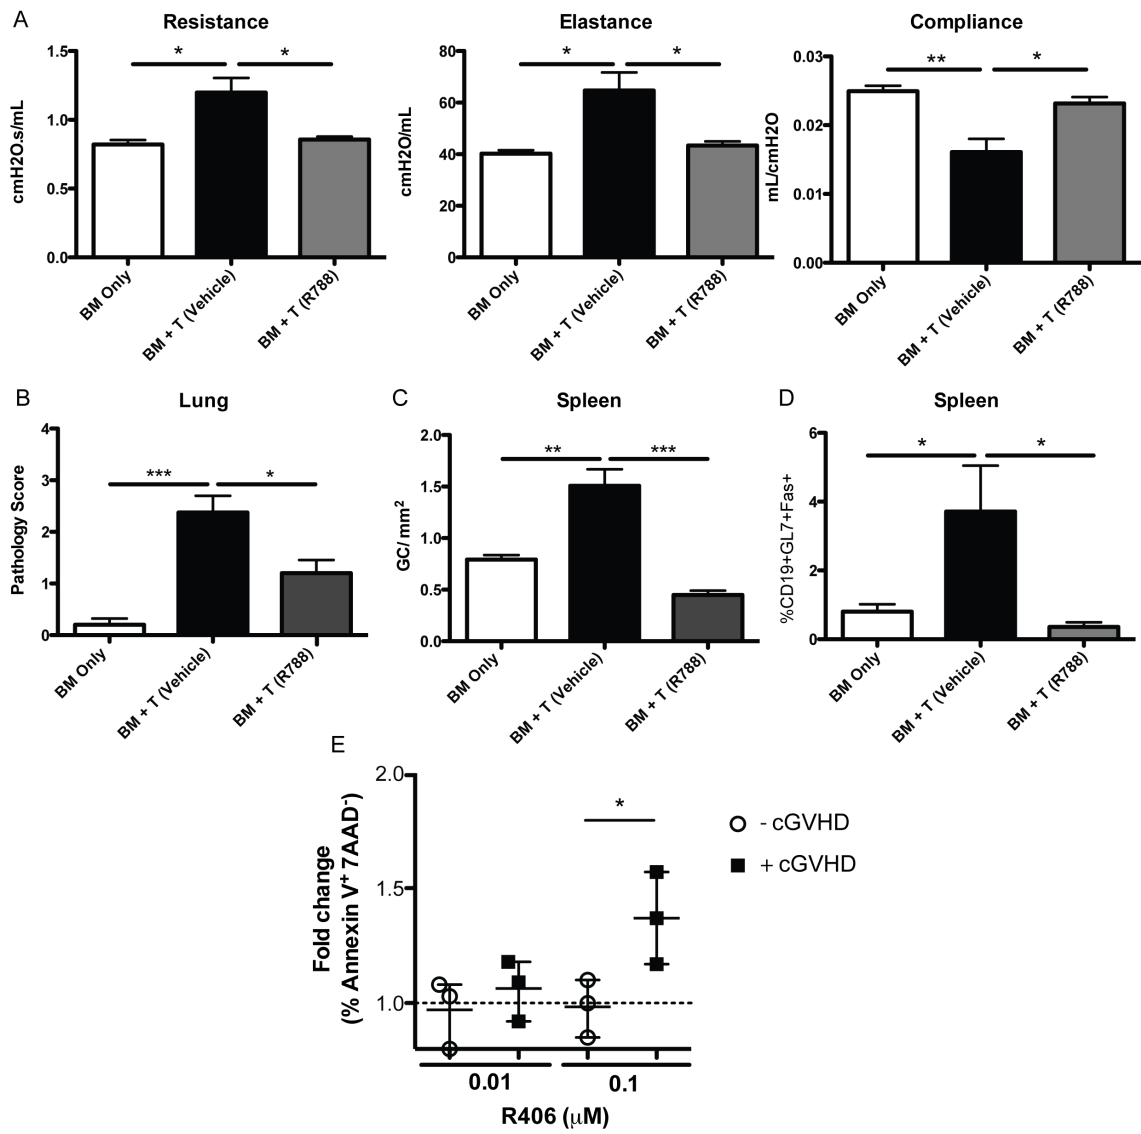 A
Resistance
* *
1.5
1.0
0.5
0.0
cmH2O.s/mL
BM Only
BM + T (Vehicle)
BM + T (R788)
Elastance
* *
80
60
40
20
0
cmH2O/mL
BM Only
BM + T (Vehicle)
BM + T (R788)
Compliance
** *
0.03
0.02
0.01
0.00
mL/cmH2O
BM Only
BM + T (Vehicle)
BM + T (R788)
B
Lung
*** *
4
3
2
1
0
Pathology Score
BM Only
BM + T (Vehicle)
BM + T (R788)
C
Spleen
** ***
2.0
1.5
1.0
0.5
0.0
GC/ mm²
BM Only
BM + T (Vehicle)
BM + T (R788)
D
Spleen
* *
6
4
2
0
%CD19+GL7+Fas+
BM Only
BM + T (Vehicle)
BM + T (R788)
E
2.0
1.5
1.0
Fold change
(% Annexin V⁺ 7AAD⁻)
*
- cGVHD
+ cGVHD
0.01 0.1
R406 (μM)